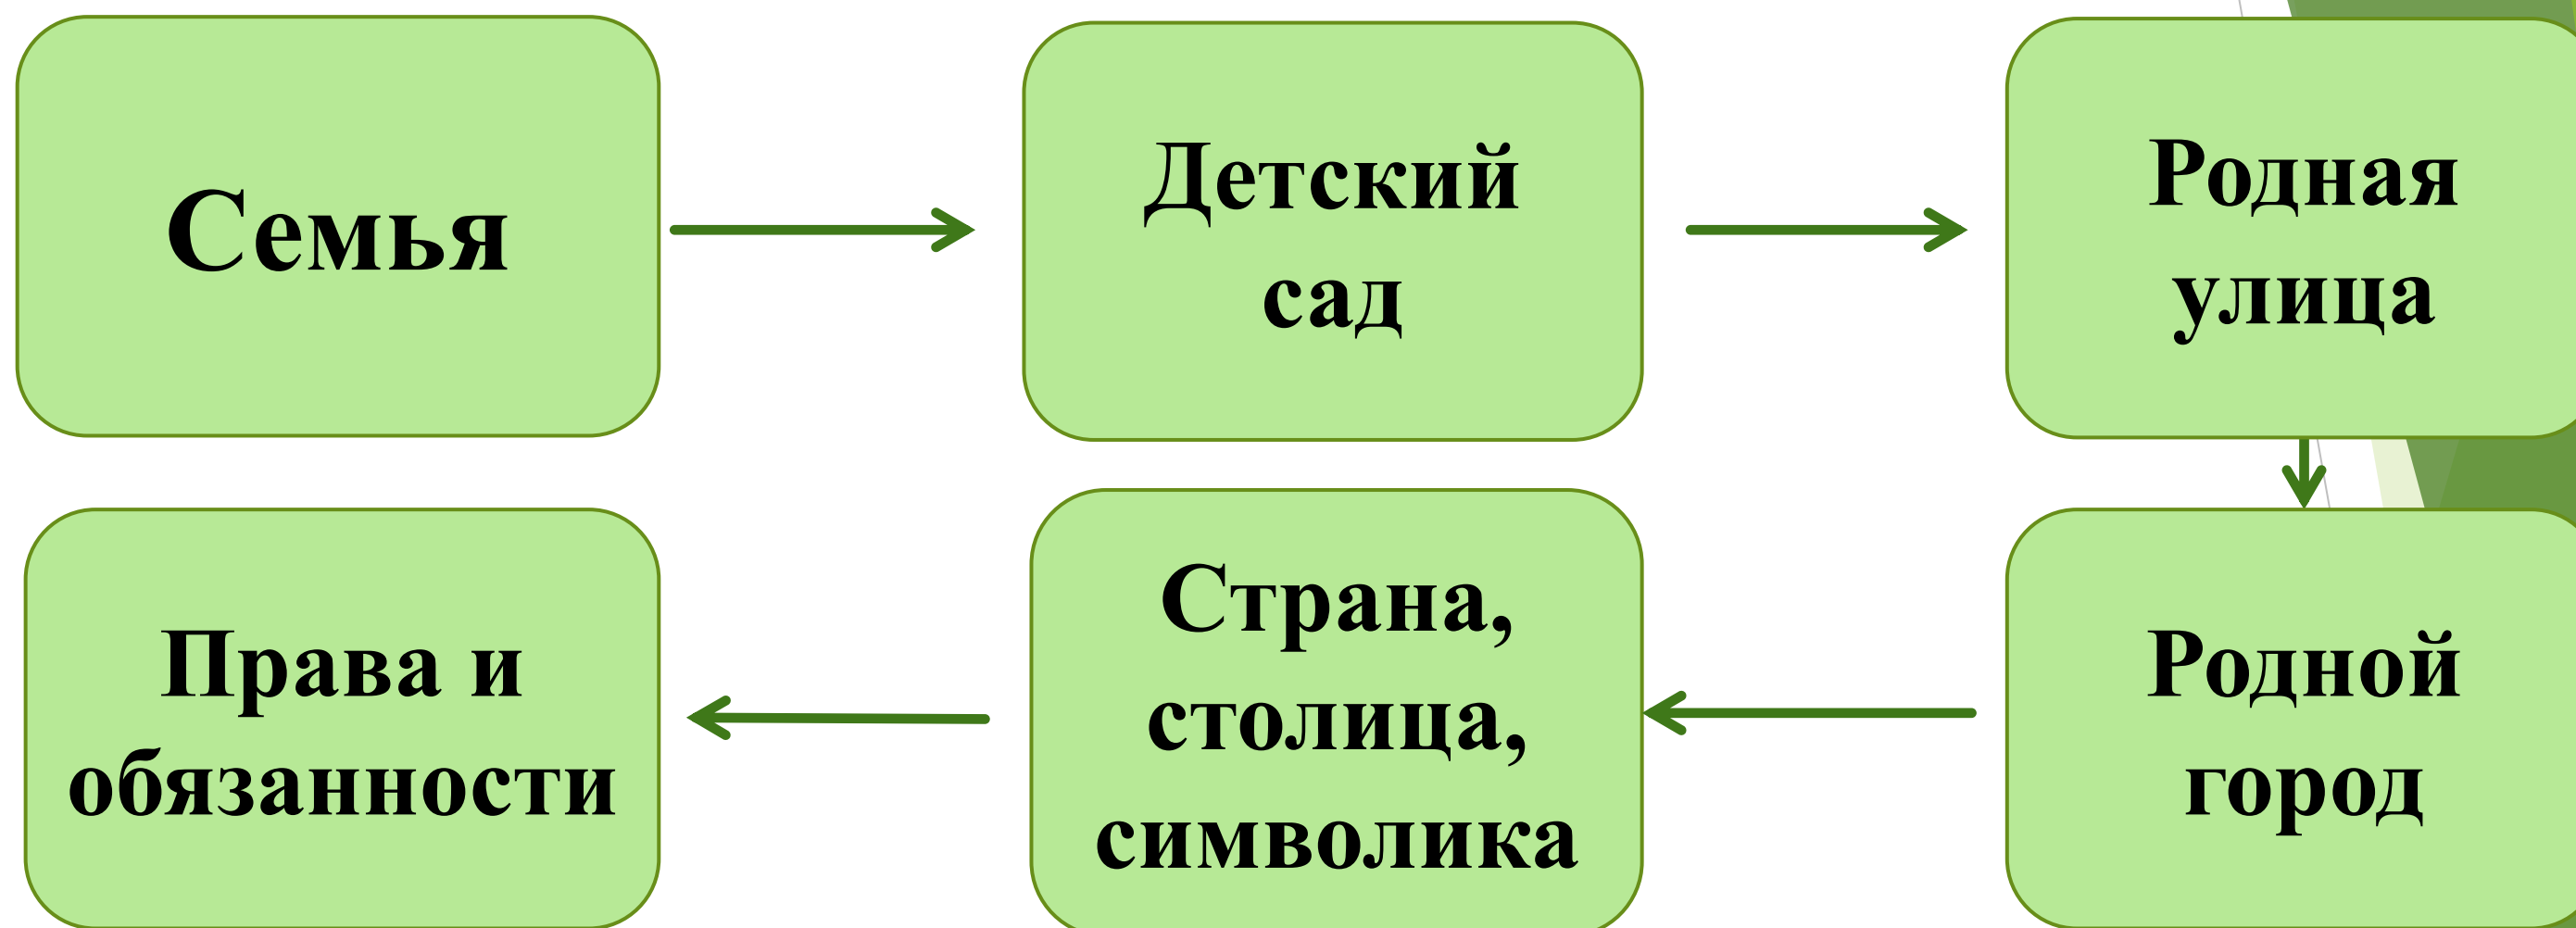 Семья
Детский
сад
Родная
улица
Родной
город
Страна,
столица,
символика
Права и
обязанности